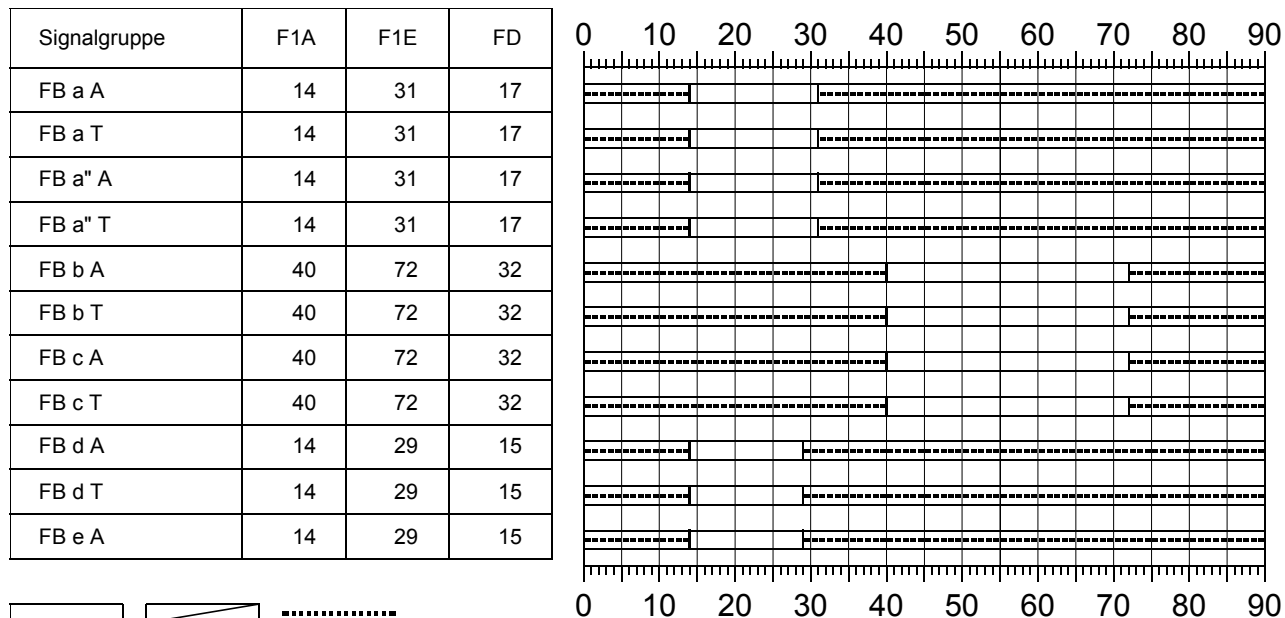 Signalgruppe F1A F1E FD
0 10 20 30 40 50 60 70 80 90
FB a A 14 31 17
FB a T 14 31 17
FB a" A 14 31 17
FB a" T 14 31 17
FB b A 40 72 32
FB b T 40 72 32
FB c A 40 72 32
FB c T 40 72 32
FB d A 14 29 15
FB d T 14 29 15
FB e A 14 29 15
0 10 20 30 40 50 60 70 80 90